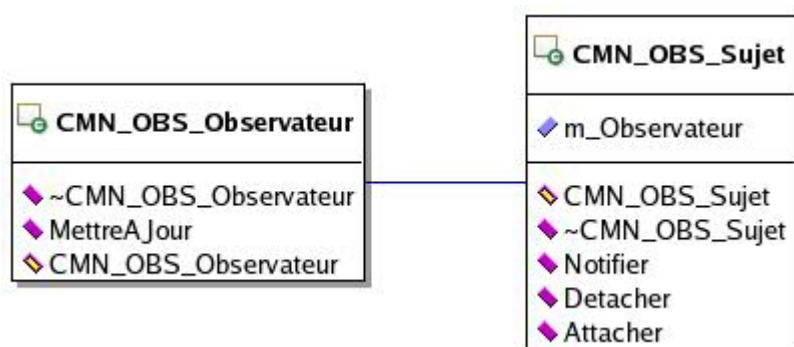 CMN_OBS_Observateur
~CMN_OBS_Observateur
MettreAJour
CMN_OBS_Observateur
CMN_OBS_Sujet
m_Observateur
CMN_OBS_Sujet
~CMN_OBS_Sujet
Notifier
Detacher
Attacher